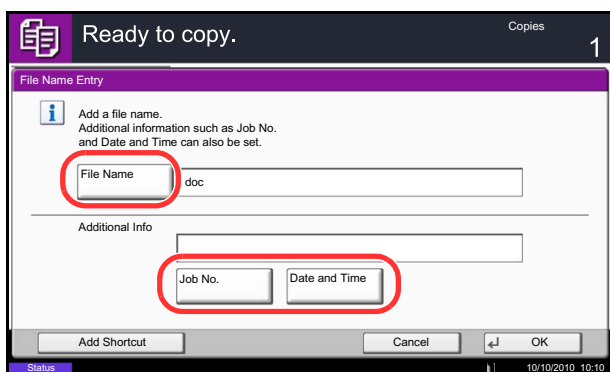 Ready to copy.
Copies
1
File Name Entry
i
Add a file name.
Additional information such as Job No.
and Date and Time can also be set.
File Name
doc
Additional Info
Job No.
Date and Time
Add Shortcut
Cancel
OK
Status
10/10/2010 10:10